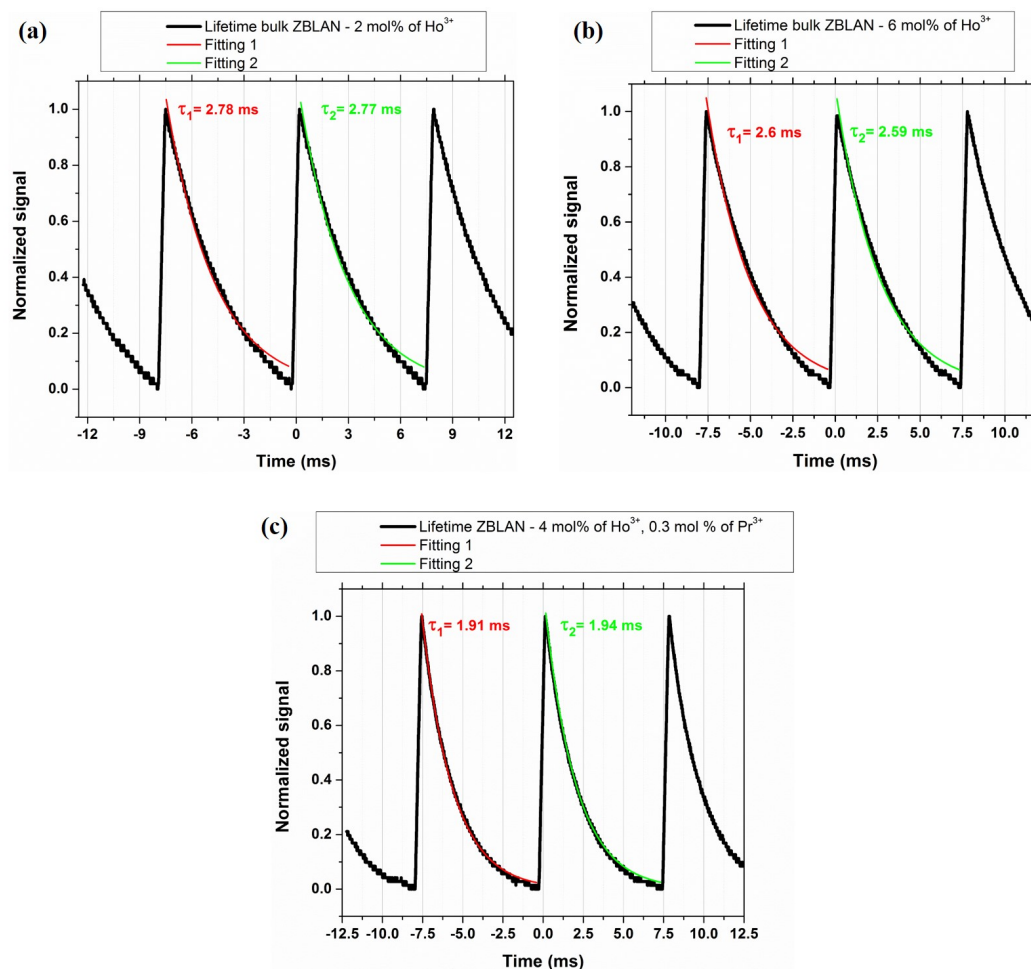 (a)
Lifetime bulk ZBLAN - 2 mol% of Ho³⁺
Fitting 1
Fitting 2
τ₁= 2.78 ms
τ₂= 2.77 ms
1.0
0.8
0.6
0.4
0.2
0.0
Normalized signal
-12 -9 -6 -3 0 3 6 9 12
Time (ms)
(b)
Lifetime bulk ZBLAN - 6 mol% of Ho³⁺
Fitting 1
Fitting 2
τ₁= 2.6 ms
τ₂= 2.59 ms
1.0
0.8
0.6
0.4
0.2
0.0
Normalized signal
-10.0 -7.5 -5.0 -2.5 0.0 2.5 5.0 7.5 10.0
Time (ms)
(c)
Lifetime ZBLAN - 4 mol% of Ho³⁺, 0.3 mol % of Pr³⁺
Fitting 1
Fitting 2
τ₁= 1.91 ms
τ₂= 1.94 ms
1.0
0.8
0.6
0.4
0.2
0.0
Normalized signal
-12.5 -10.0 -7.5 -5.0 -2.5 0.0 2.5 5.0 7.5 10.0 12.5
Time (ms)